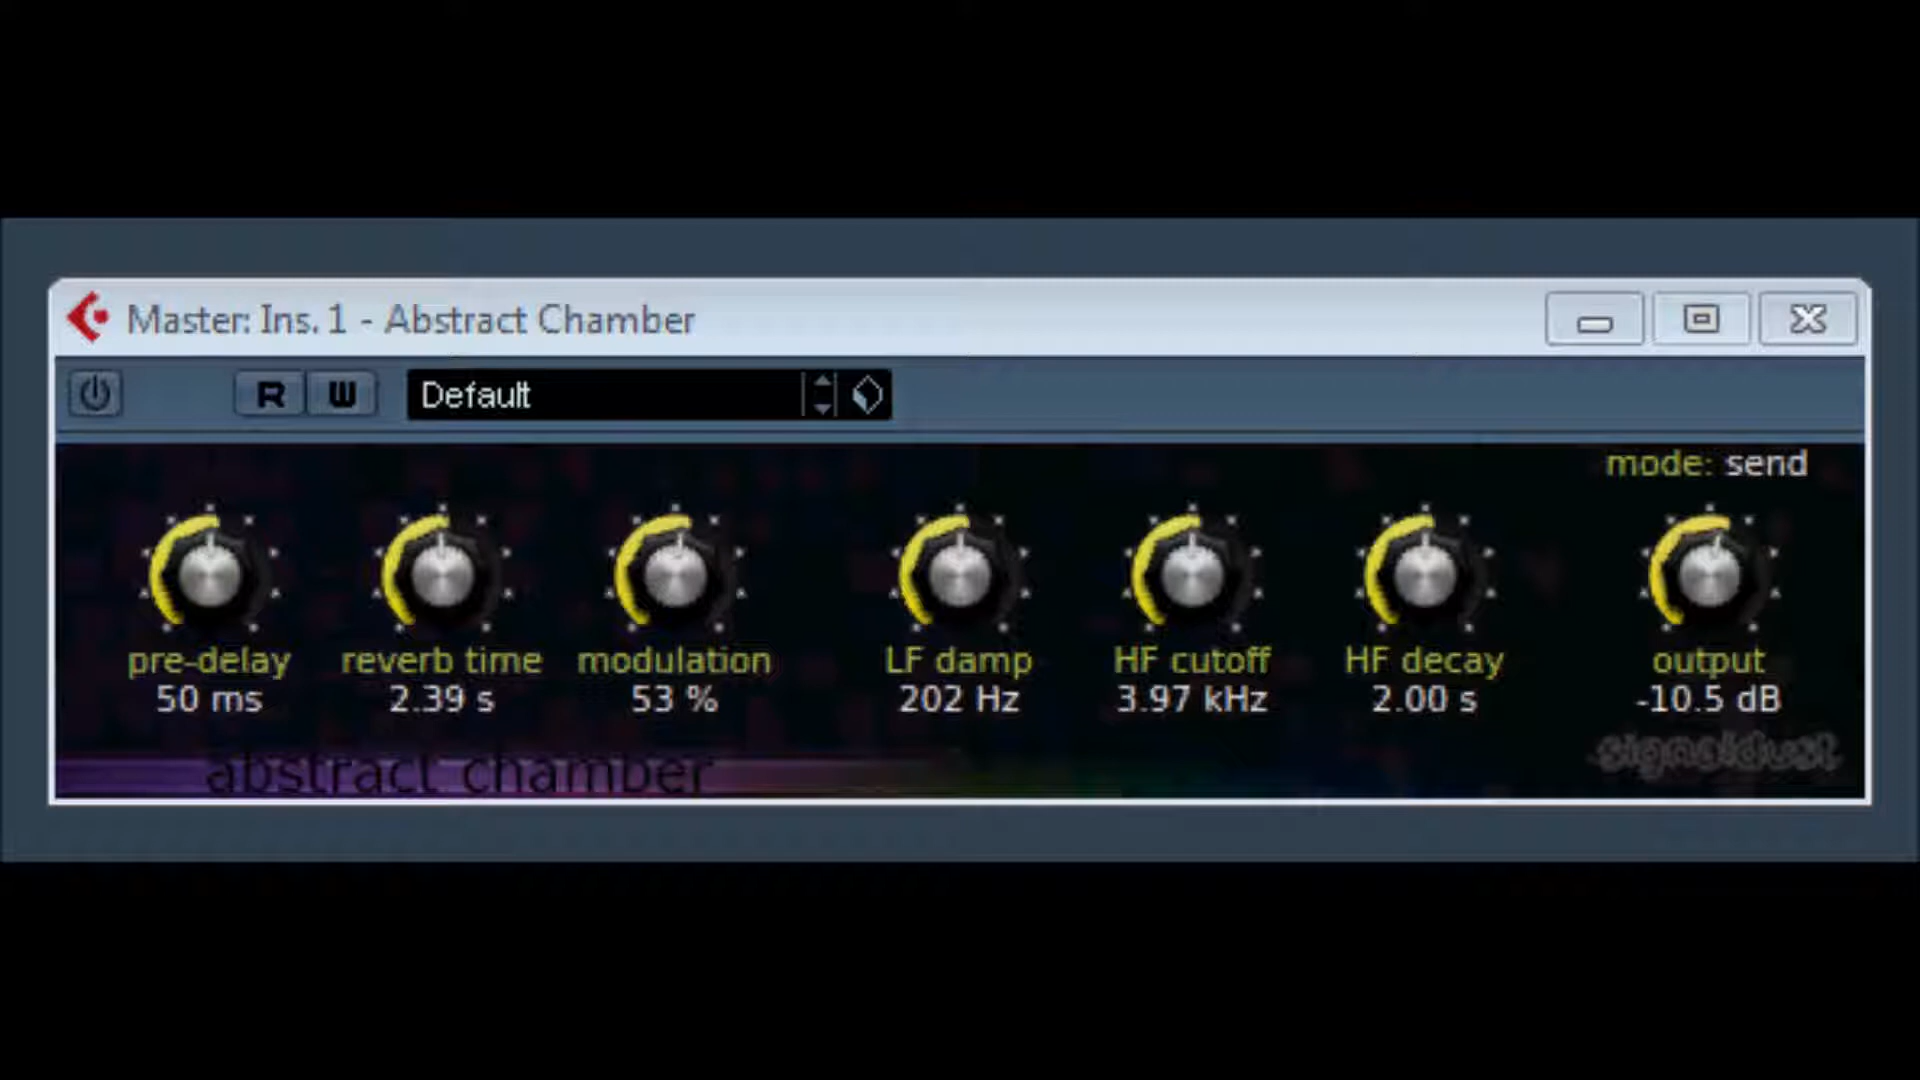 Master: Ins. 1 - Abstract Chamber
R W Default
mode: send
pre-delay reverb time modulation LF damp HF cutoff HF decay output
50 ms 2.39 s 53 % 202 Hz 3.97 kHz 2.00 s -10.5 dB
abstract chamber signaldust